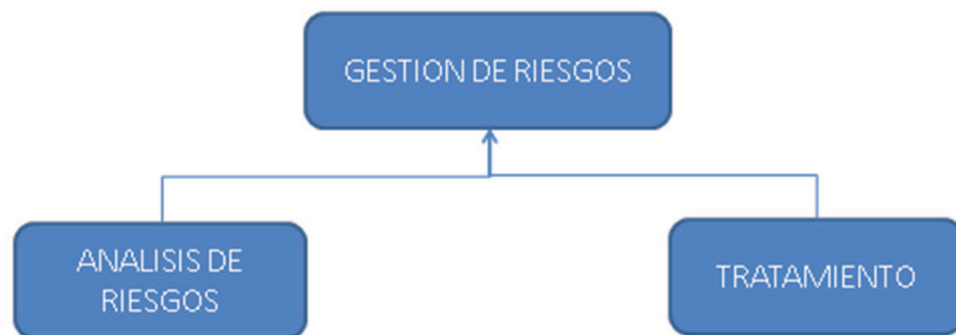 GESTION DE RIESGOS
ANALISIS DE
RIESGOS
TRATAMIENTO